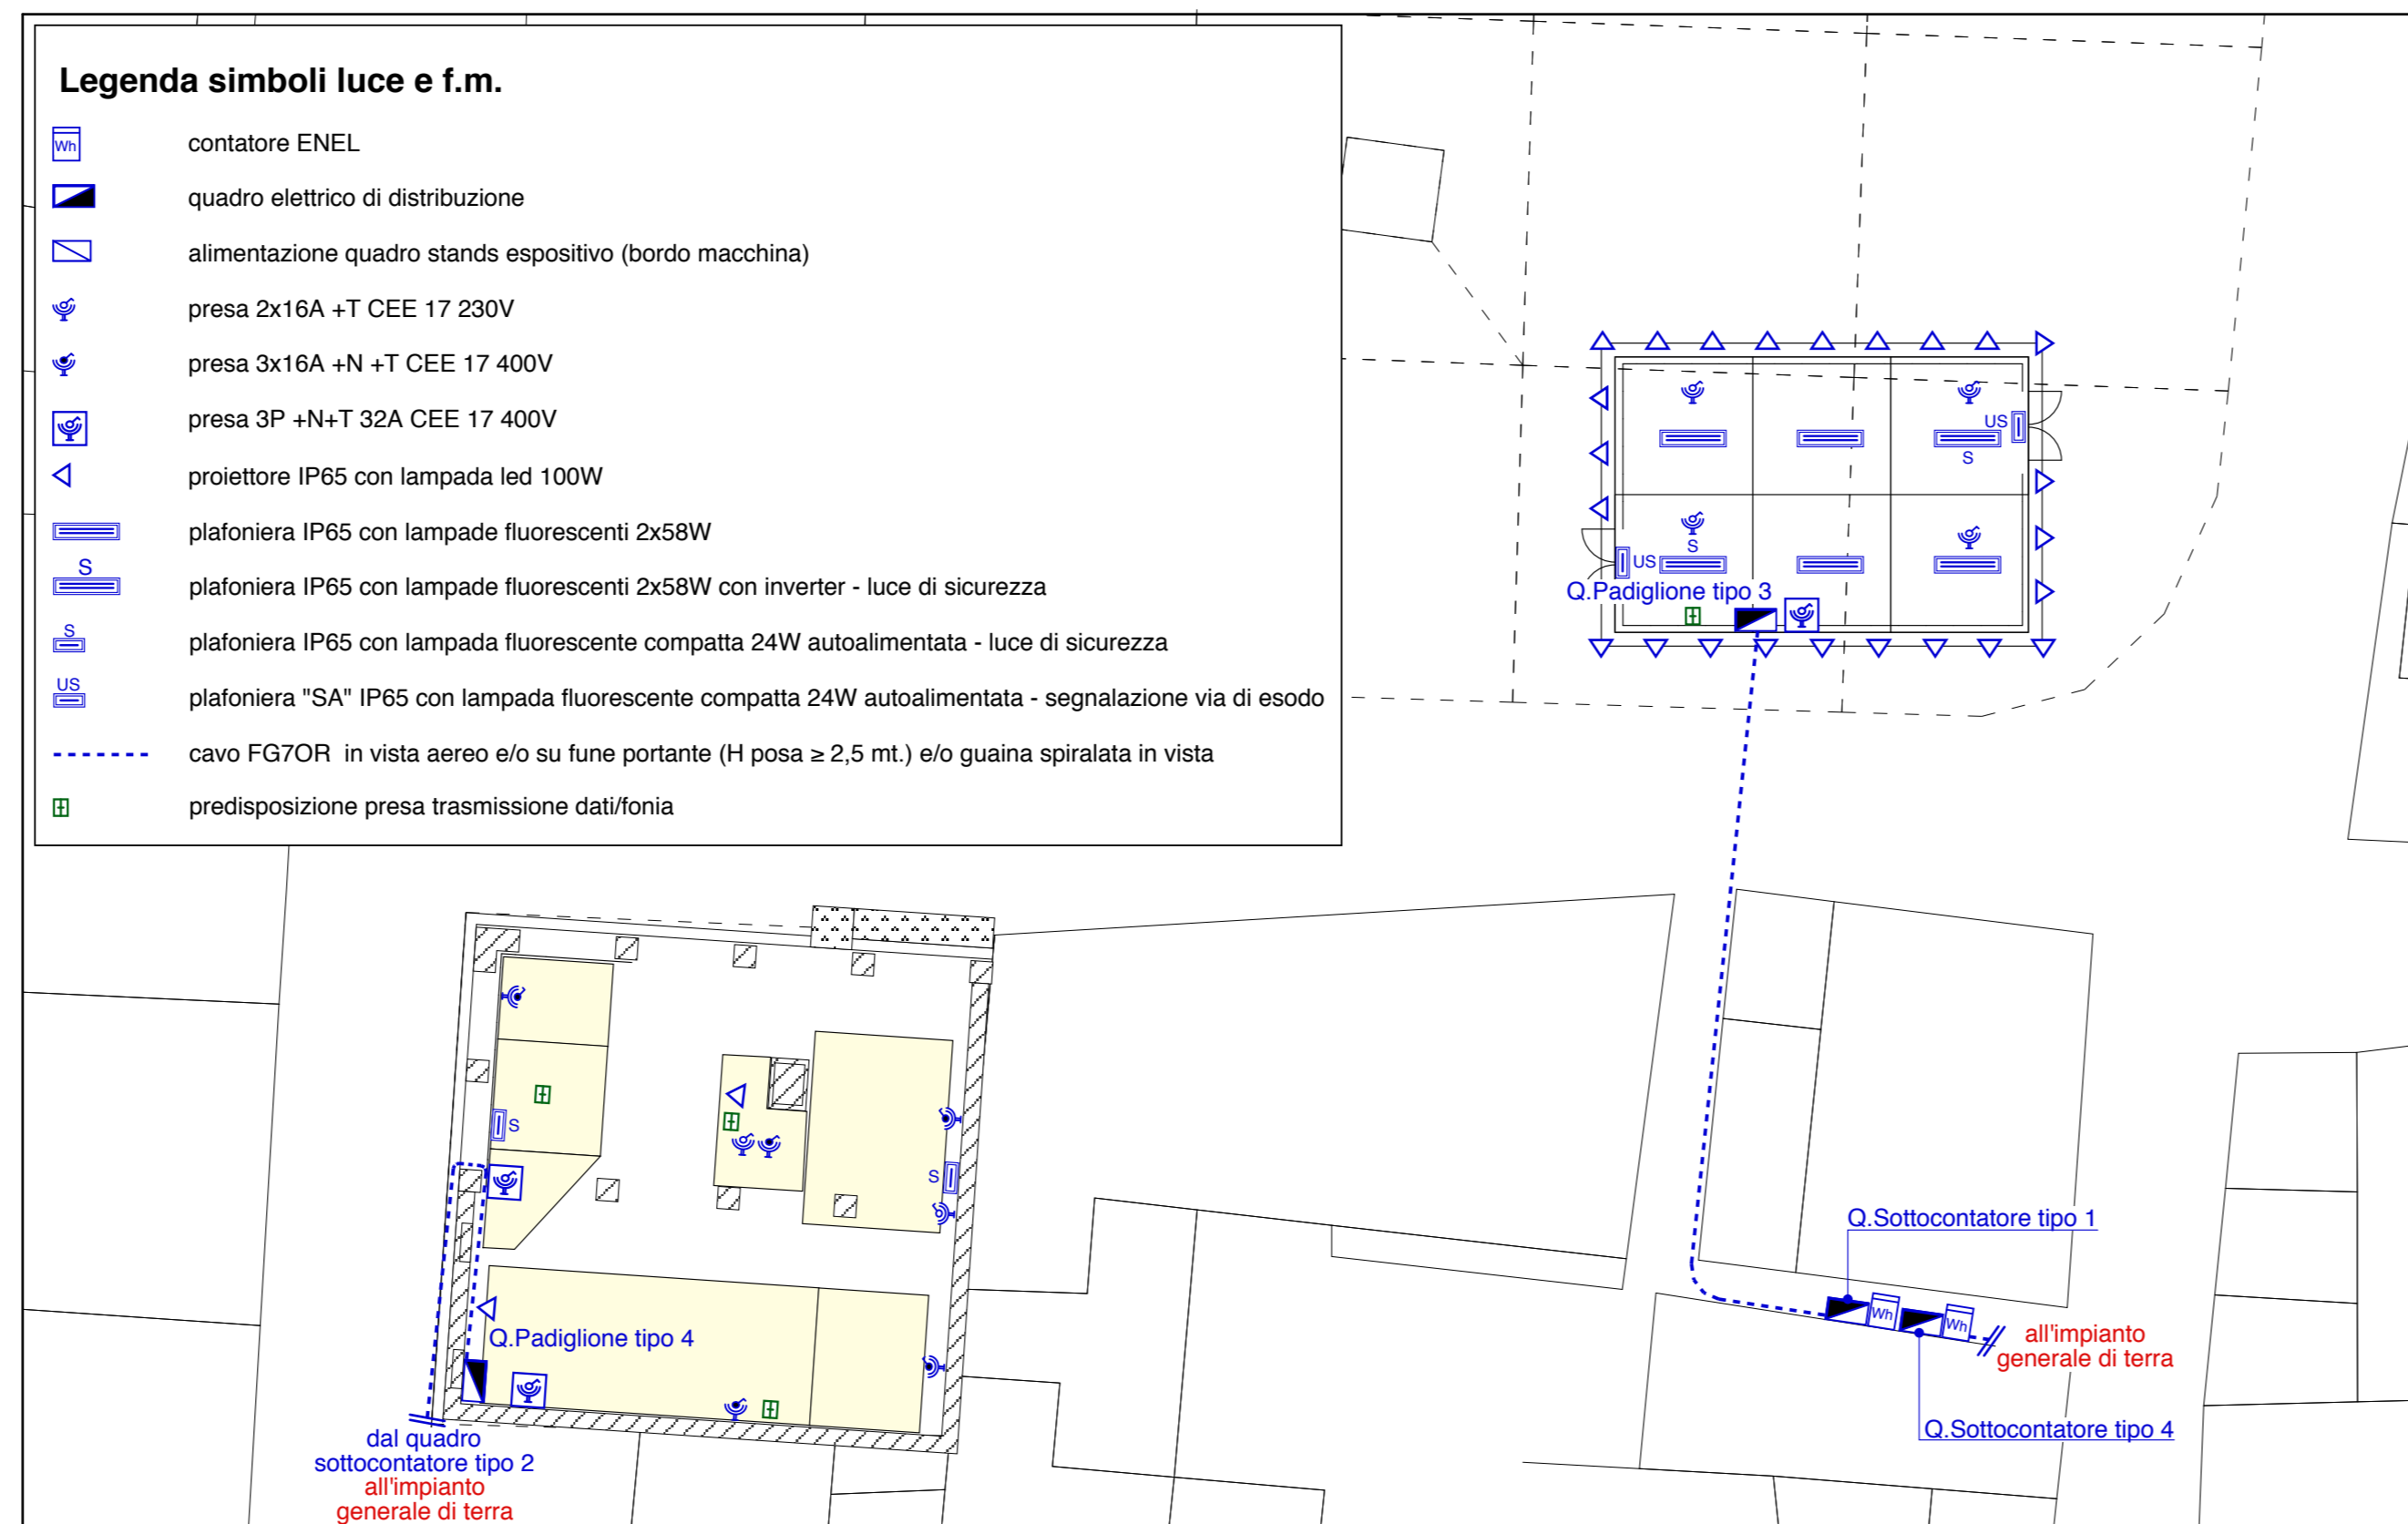 Legenda simboli luce e f.m.
Wh
contatore ENEL
quadro elettrico di distribuzione
alimentazione quadro stands espositivo (bordo macchina)
presa 2x16A +T CEE 17 230V
presa 3x16A +N +T CEE 17 400V
presa 3P +N+T 32A CEE 17 400V
proiettore IP65 con lampada led 100W
plafoniera IP65 con lampade fluorescenti 2x58W
S
plafoniera IP65 con lampade fluorescenti 2x58W con inverter - luce di sicurezza
S
plafoniera IP65 con lampada fluorescente compatta 24W autoalimentata - luce di sicurezza
US
plafoniera "SA" IP65 con lampada fluorescente compatta 24W autoalimentata - segnalazione via di esodo
cavo FG7OR  in vista aereo e/o su fune portante (H posa ≥ 2,5 mt.) e/o guaina spiralata in vista
predisposizione presa trasmissione dati/fonia
US
S
S
US
Q.Padiglione tipo 3
S
S
Q.Padiglione tipo 4
dal quadro
sottocontatore tipo 2
all'impianto
generale di terra
Q.Sottocontatore tipo 1
Wh
Wh
all'impianto
generale di terra
Q.Sottocontatore tipo 4